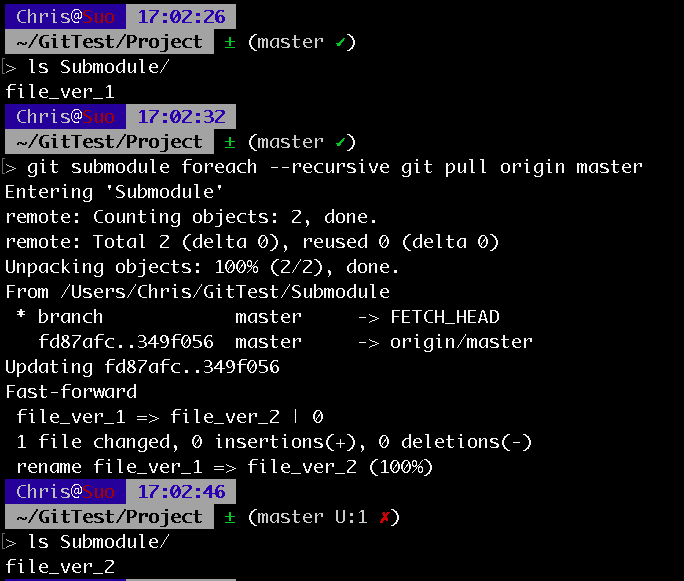 Chris@Suo 17:02:26
~/GitTest/Project ± (master ✓)
> ls Submodule/
file_ver_1
Chris@Suo 17:02:32
~/GitTest/Project ± (master ✓)
> git submodule foreach --recursive git pull origin master
Entering 'Submodule'
remote: Counting objects: 2, done.
remote: Total 2 (delta 0), reused 0 (delta 0)
Unpacking objects: 100% (2/2), done.
From /Users/Chris/GitTest/Submodule
 * branch            master     -> FETCH_HEAD
   fd87afc..349f056  master     -> origin/master
Updating fd87afc..349f056
Fast-forward
 file_ver_1 => file_ver_2 | 0
 1 file changed, 0 insertions(+), 0 deletions(-)
 rename file_ver_1 => file_ver_2 (100%)
Chris@Suo 17:02:46
~/GitTest/Project ± (master U:1 ✗)
> ls Submodule/
file_ver_2